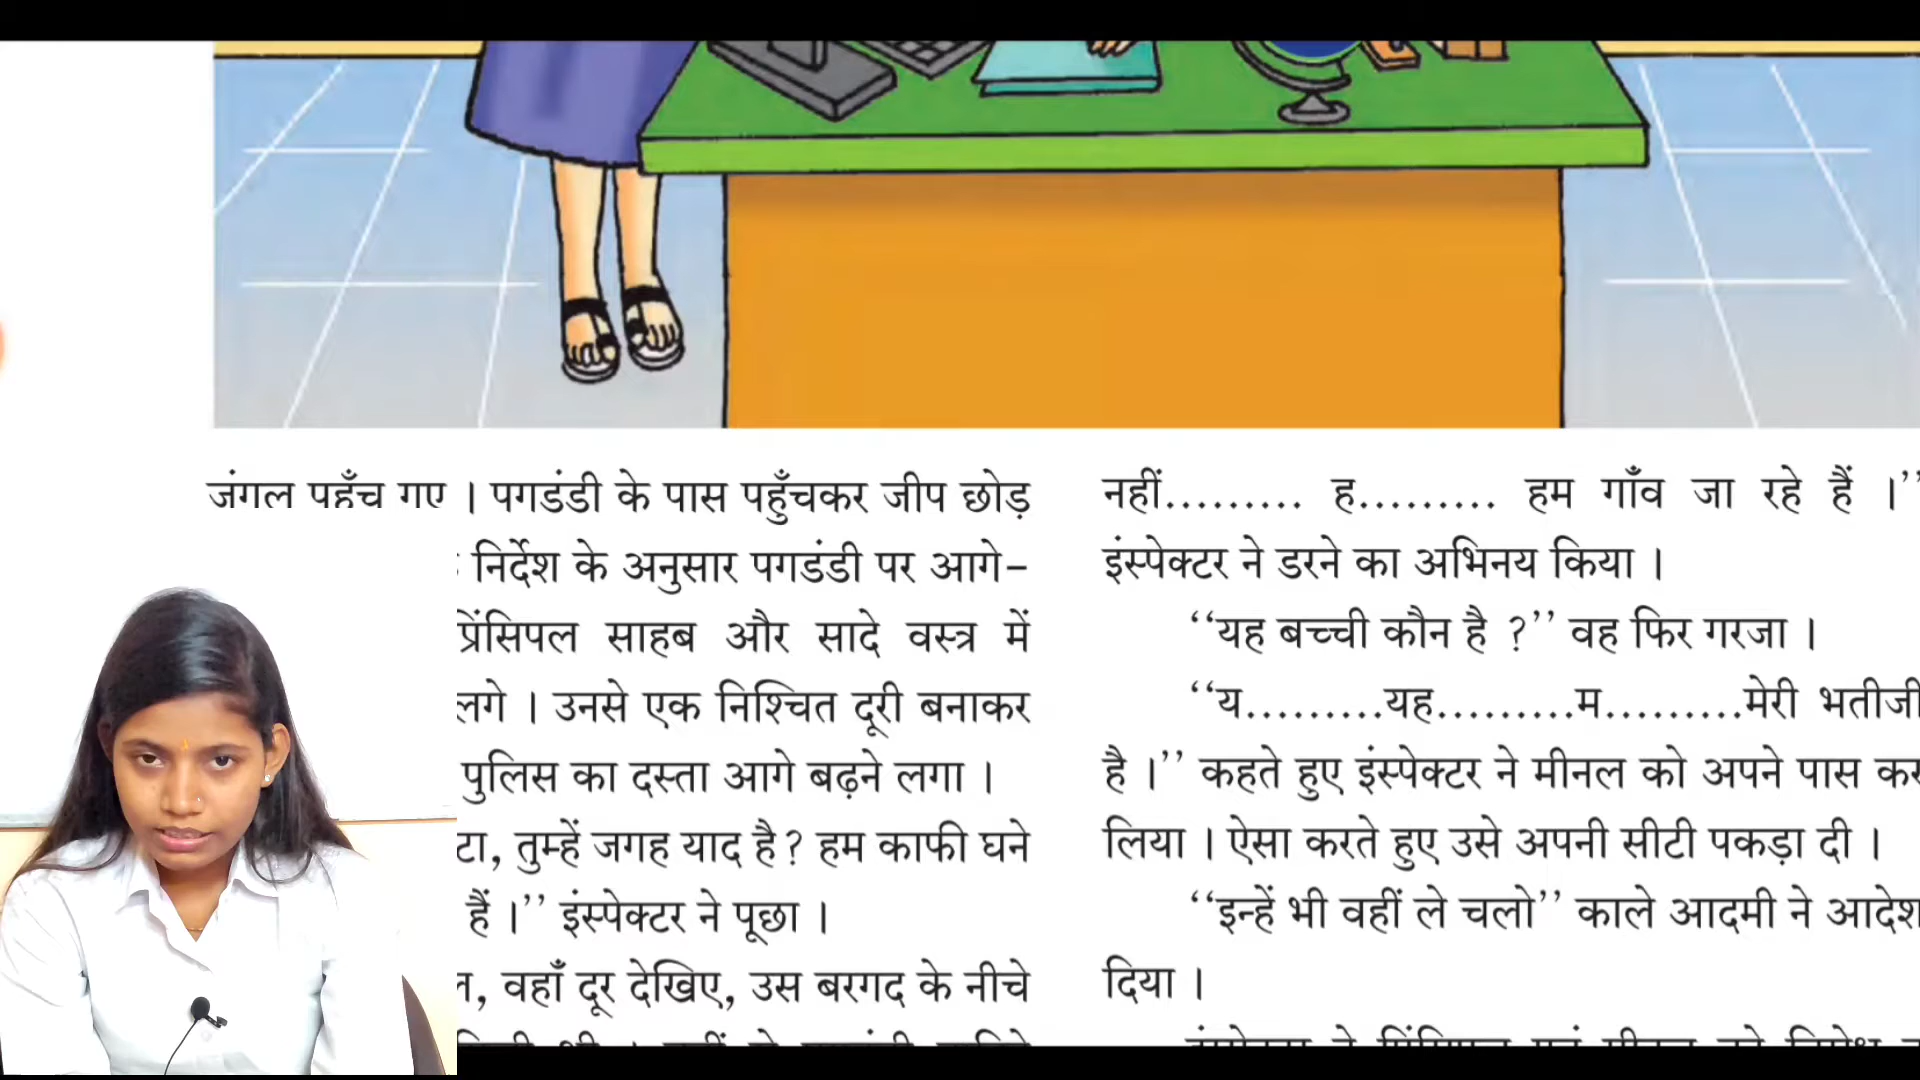 जंगल पहुँच गए । पगडंडी के पास पहुँचकर जीप छोड़
निर्देश के अनुसार पगडंडी पर आगे–
प्रिंसिपल साहब और सादे वस्त्र में
लगे । उनसे एक निश्चित दूरी बनाकर
पुलिस का दस्ता आगे बढ़ने लगा ।
टा, तुम्हें जगह याद है? हम काफी घने
हैं ।’’ इंस्पेक्टर ने पूछा ।
वहाँ दूर देखिए, उस बरगद के नीचे
नहीं......... ह......... हम गाँव जा रहे हैं ।’’
इंस्पेक्टर ने डरने का अभिनय किया ।
‘‘यह बच्ची कौन है ?’’ वह फिर गरजा ।
‘‘य.........यह.........म.........मेरी भतीजी
है ।’’ कहते हुए इंस्पेक्टर ने मीनल को अपने पास कर
लिया । ऐसा करते हुए उसे अपनी सीटी पकड़ा दी ।
‘‘इन्हें भी वहीं ले चलो’’ काले आदमी ने आदेश
दिया ।